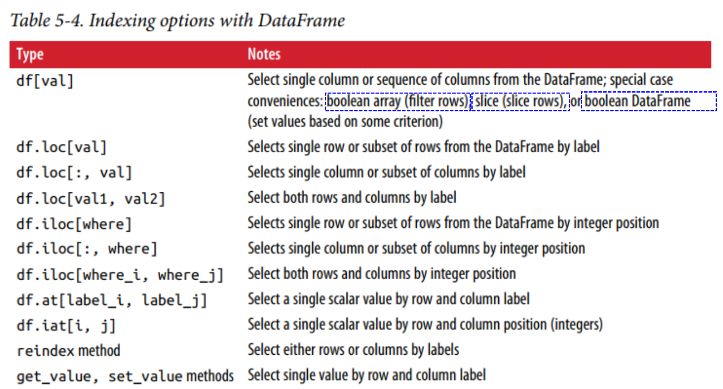 Table 5-4. Indexing options with DataFrame
Type Notes
df[val] Select single column or sequence of columns from the DataFrame; special case
conveniences: boolean array (filter rows), slice (slice rows), or boolean DataFrame
(set values based on some criterion)
df.loc[val] Selects single row or subset of rows from the DataFrame by label
df.loc[:, val] Selects single column or subset of columns by label
df.loc[val1, val2] Select both rows and columns by label
df.iloc[where] Selects single row or subset of rows from the DataFrame by integer position
df.iloc[:, where] Selects single column or subset of columns by integer position
df.iloc[where_i, where_j] Select both rows and columns by integer position
df.at[label_i, label_j] Select a single scalar value by row and column label
df.iat[i, j] Select a single scalar value by row and column position (integers)
reindex method Select either rows or columns by labels
get_value, set_value methods Select single value by row and column label